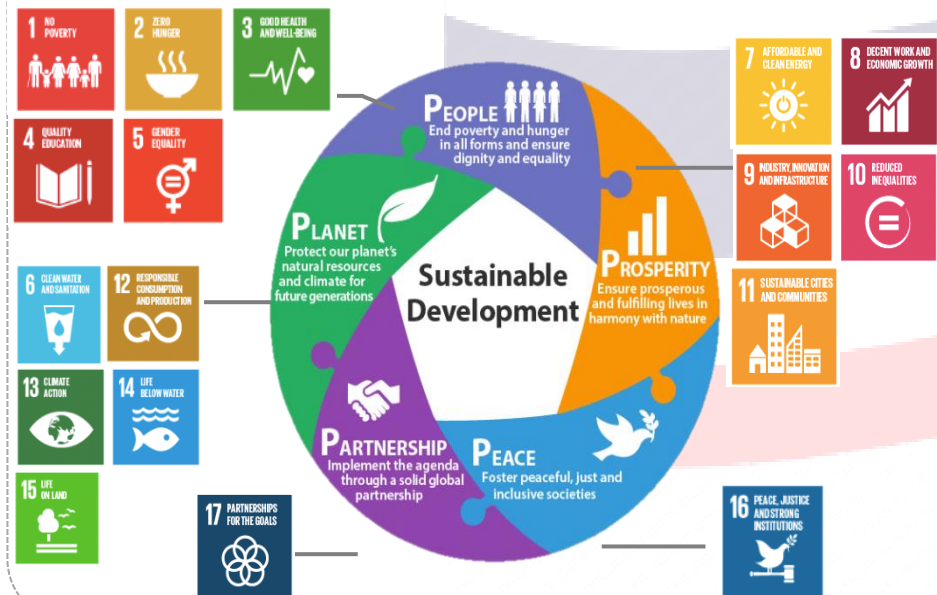 1 NO
POVERTY
2 ZERO
HUNGER
3 GOOD HEALTH
AND WELL-BEING
4 QUALITY
EDUCATION
5 GENDER
EQUALITY
6 CLEAN WATER
AND SANITATION
12 RESPONSIBLE
CONSUMPTION
AND PRODUCTION
13 CLIMATE
ACTION
14 LIFE
BELOW WATER
15 LIFE
ON LAND
17 PARTNERSHIPS
FOR THE GOALS
PEOPLE
End poverty and hunger
in all forms and ensure
dignity and equality
PLANET
Protect our planet's
natural resources
and climate for
future generations
Sustainable
Development
PROSPERITY
Ensure prosperous
and fulfilling lives in
harmony with nature
PARTNERSHIP
Implement the agenda
through a solid global
partnership
PEACE
Foster peaceful, just and
inclusive societies
7 AFFORDABLE AND
CLEAN ENERGY
8 DECENT WORK AND
ECONOMIC GROWTH
9 INDUSTRY, INNOVATION
AND INFRASTRUCTURE
10 REDUCED
INEQUALITIES
11 SUSTAINABLE CITIES
AND COMMUNITIES
16 PEACE, JUSTICE
AND STRONG
INSTITUTIONS